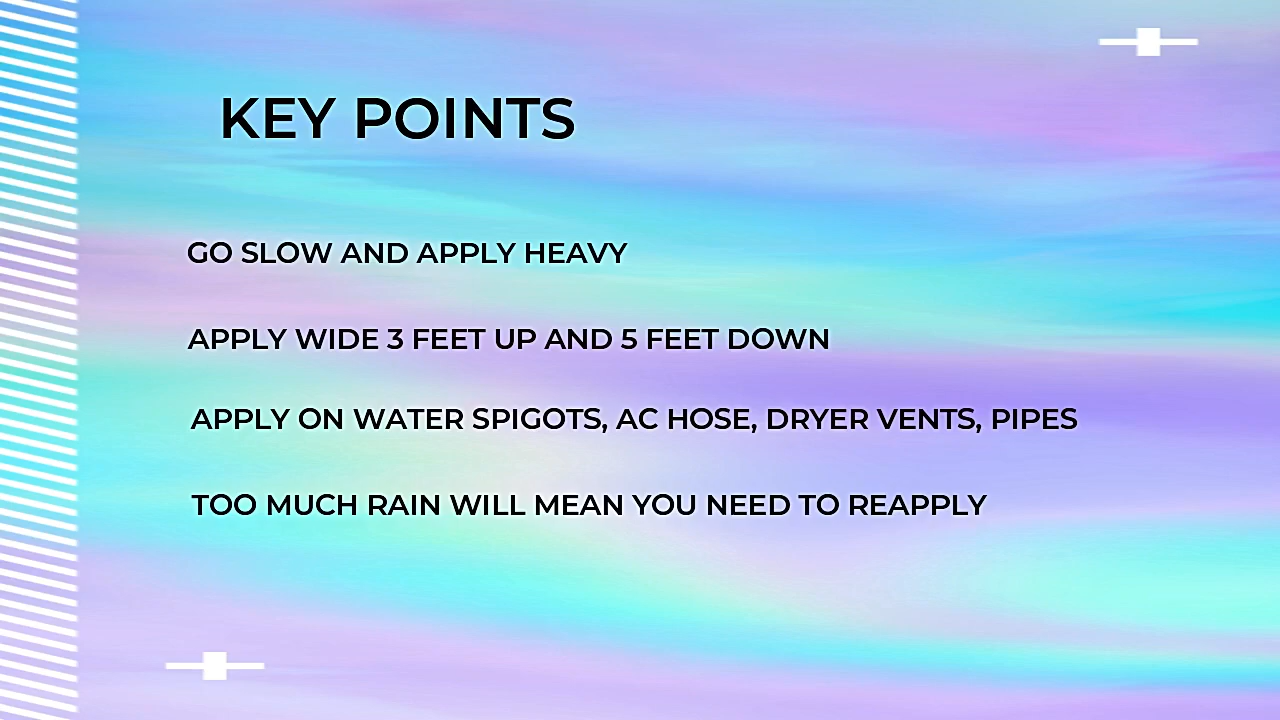 KEY POINTS
GO SLOW AND APPLY HEAVY
APPLY WIDE 3 FEET UP AND 5 FEET DOWN
APPLY ON WATER SPIGOTS, AC HOSE, DRYER VENTS, PIPES
TOO MUCH RAIN WILL MEAN YOU NEED TO REAPPLY